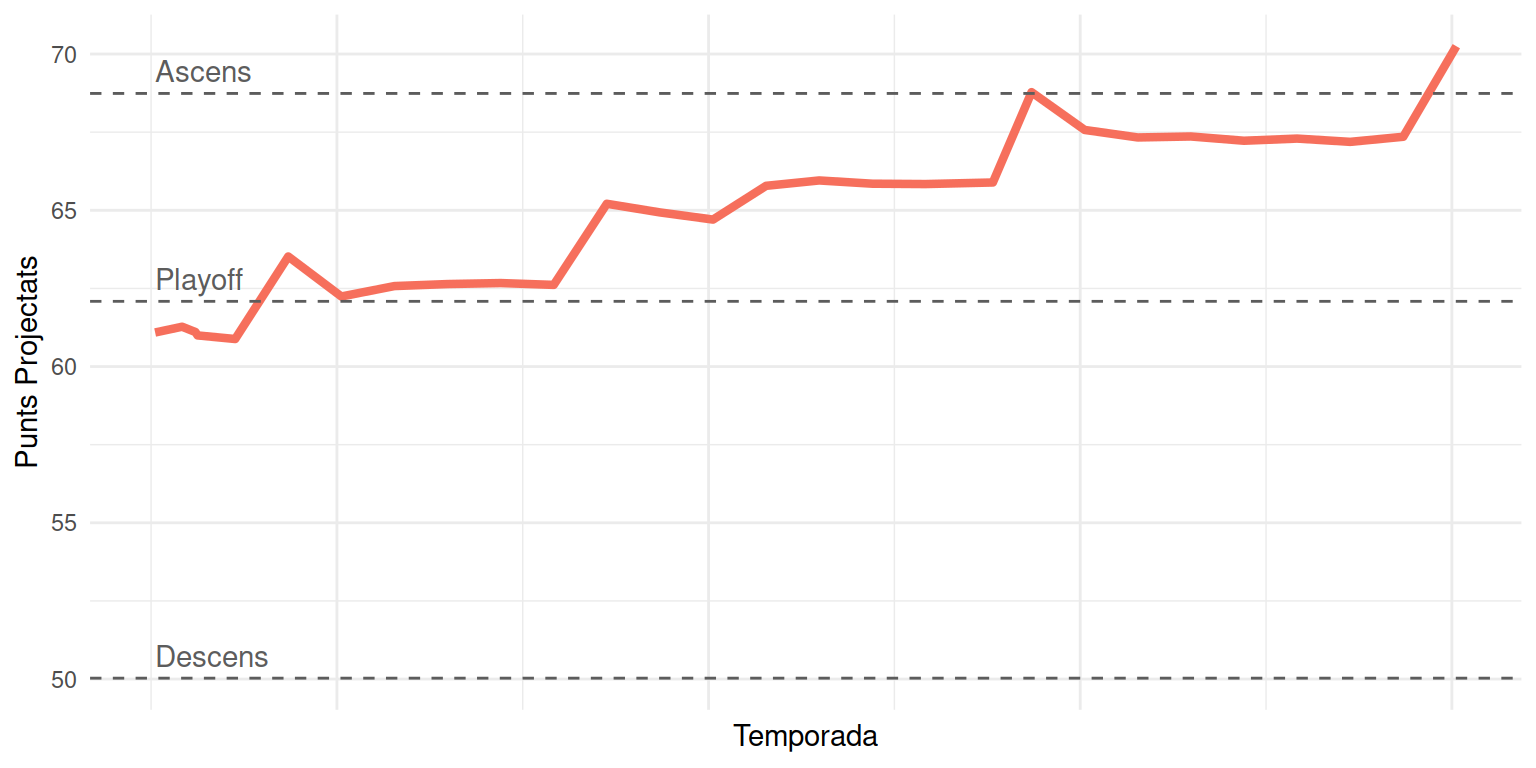 70
Ascens
65
Playoff
Punts Projectats
60
55
Descens
50
Temporada